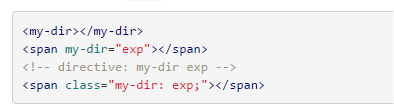 <my-dir></my-dir>
<span my-dir="exp"></span>
<!-- directive: my-dir exp -->
<span class="my-dir: exp;"></span>